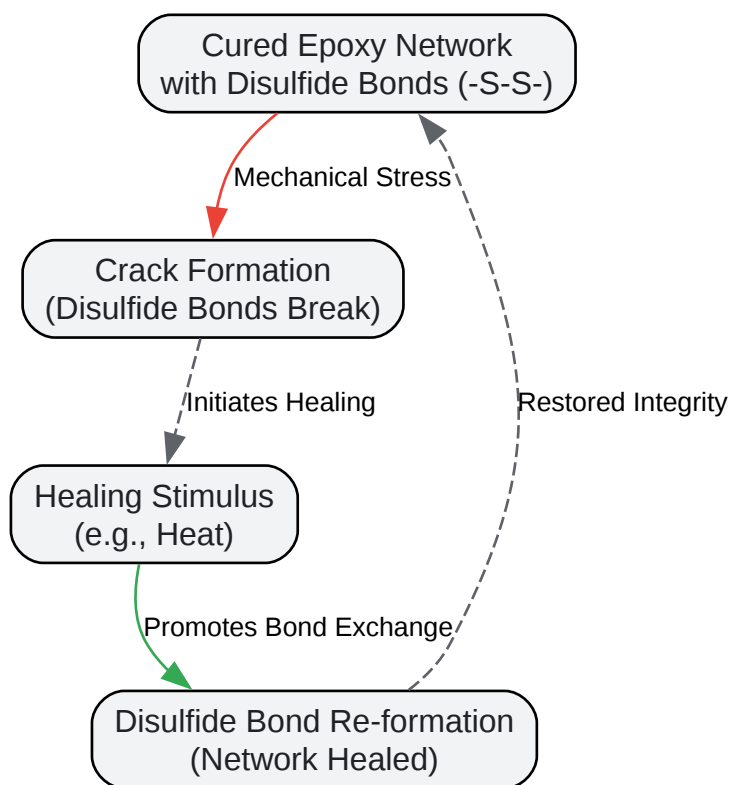 Cured Epoxy Network
with Disulfide Bonds (-S-S-)
Mechanical Stress
Crack Formation
(Disulfide Bonds Break)
Initiates Healing
Restored Integrity
Healing Stimulus
(e.g., Heat)
Promotes Bond Exchange
Disulfide Bond Re-formation
(Network Healed)